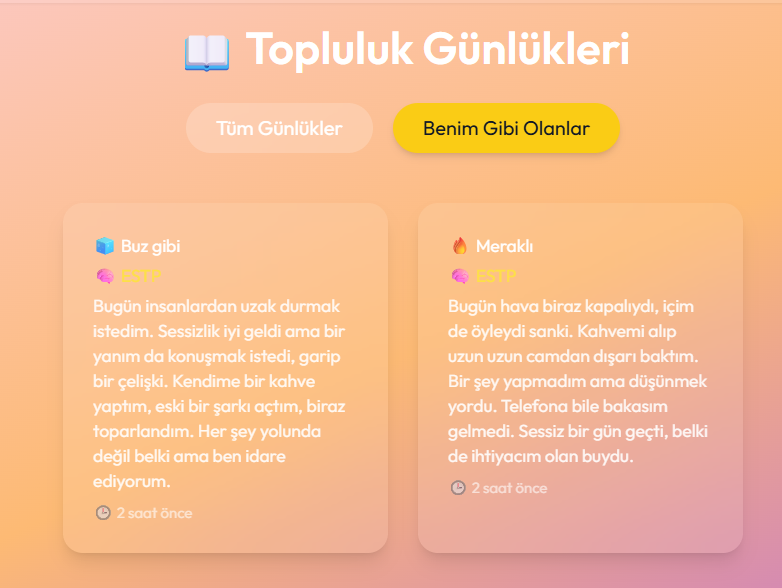 Topluluk Günlükleri
Tüm Günlükler
Benim Gibi Olanlar
Buz gibi
ESTP
Bugün insanlardan uzak durmak
istedim. Sessizlik iyi geldi ama bir
yanım da konuşmak istedi, garip
bir çelişki. Kendime bir kahve
yaptım, eski bir şarkı açtım, biraz
toparlandım. Her şey yolunda
değil belki ama ben idare
ediyorum.
2 saat önce
Meraklı
ESTP
Bugün hava biraz kapalıydı, içim
de öyleydi sanki. Kahvemi alıp
uzun uzun camdan dışarı baktım.
Bir şey yapmadım ama düşünmek
yordu. Telefona bile bakasım
gelmedi. Sessiz bir gün geçti, belki
de ihtiyacım olan buydu.
2 saat önce